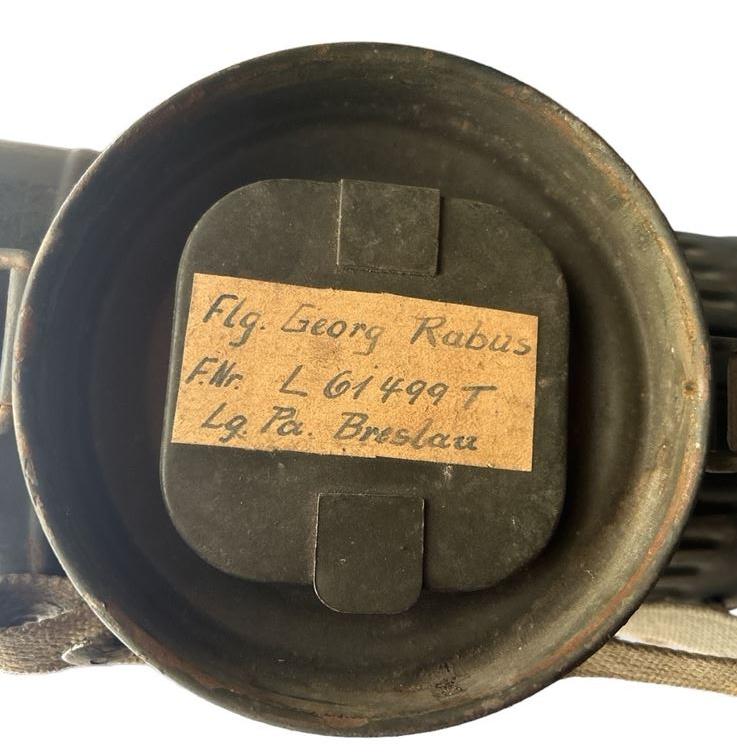 Flg. Georg Rabus
F.Nr. L 61499 T
Lg. Pa. Breslau